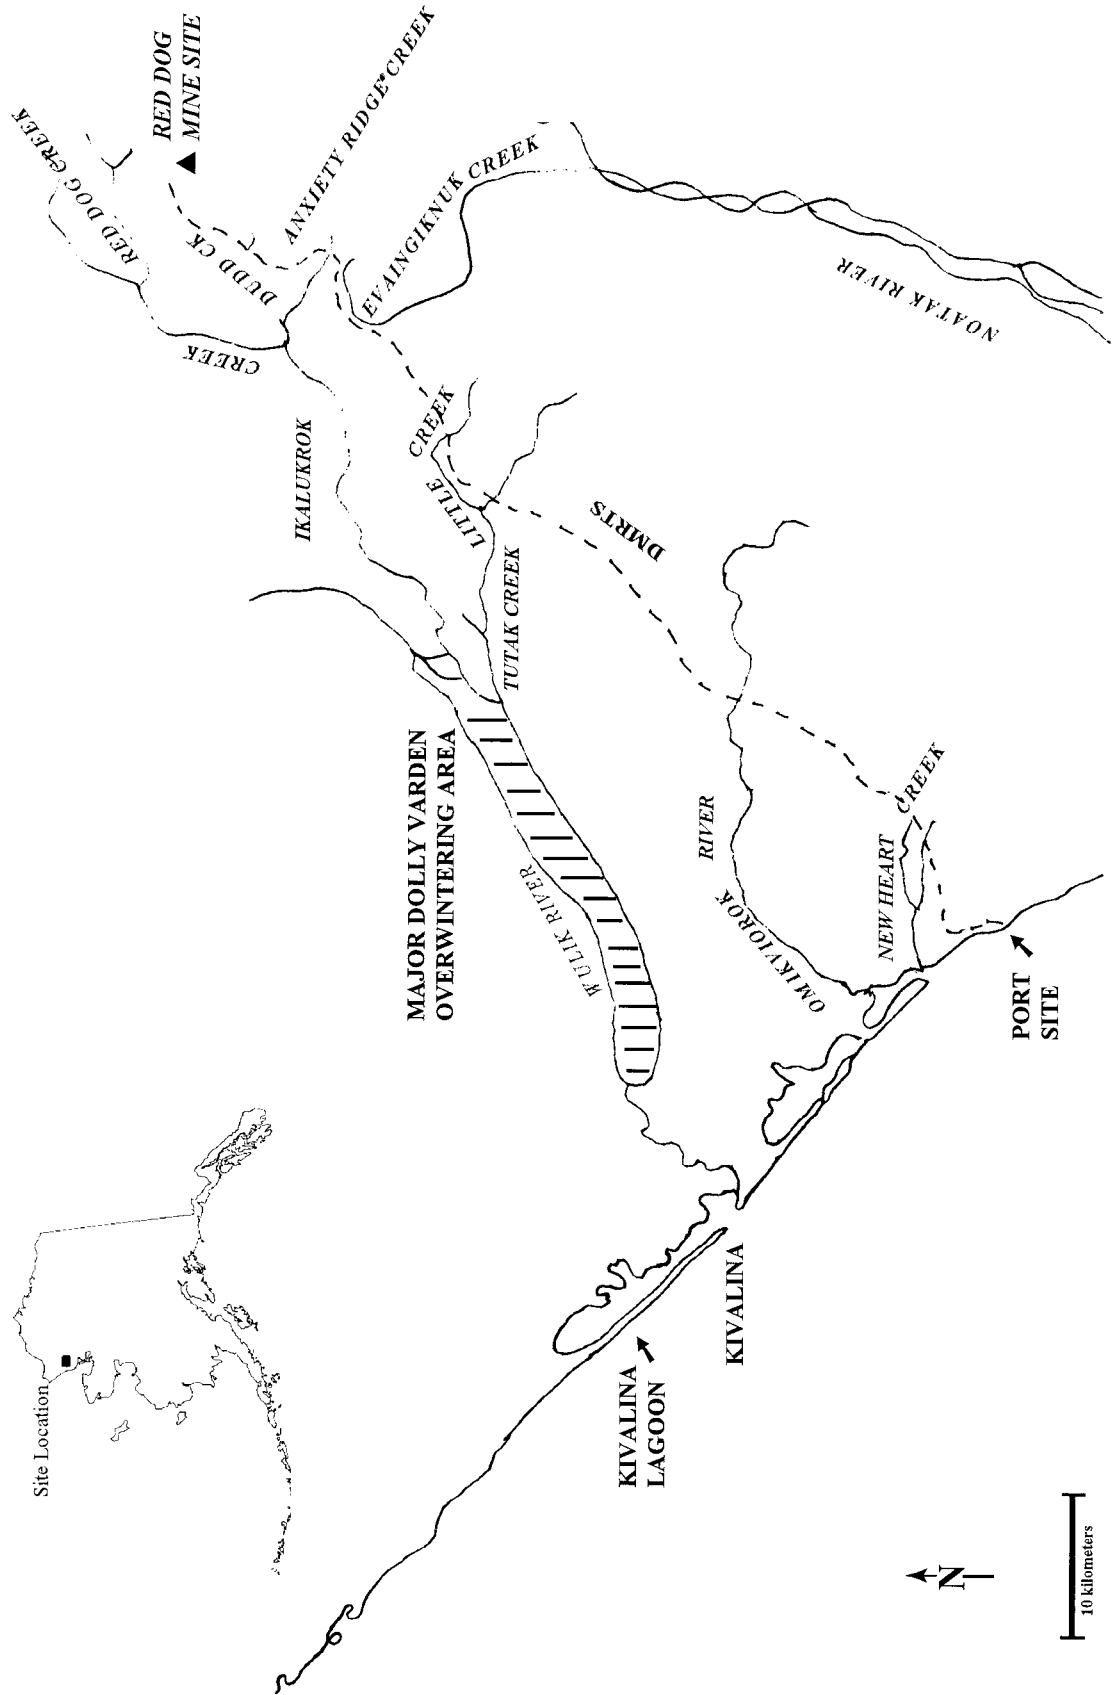 Site Location
RED DOG
MINE SITE
RED DOG CREEK
DUDD CK
ANXIETY RIDGE CREEK
EVAINGIKNUK CREEK
CREEK
IKALUKROK
NOATAK RIVER
LITTLE
CREEK
TUTAK CREEK
DMRTS
MAJOR DOLLY VARDEN
OVERWINTERING AREA
WULIK RIVER
RIVER
OMIKVIOROK
NEW HEART
CREEK
PORT
SITE
KIVALINA
KIVALINA
LAGOON
N
10 kilometers